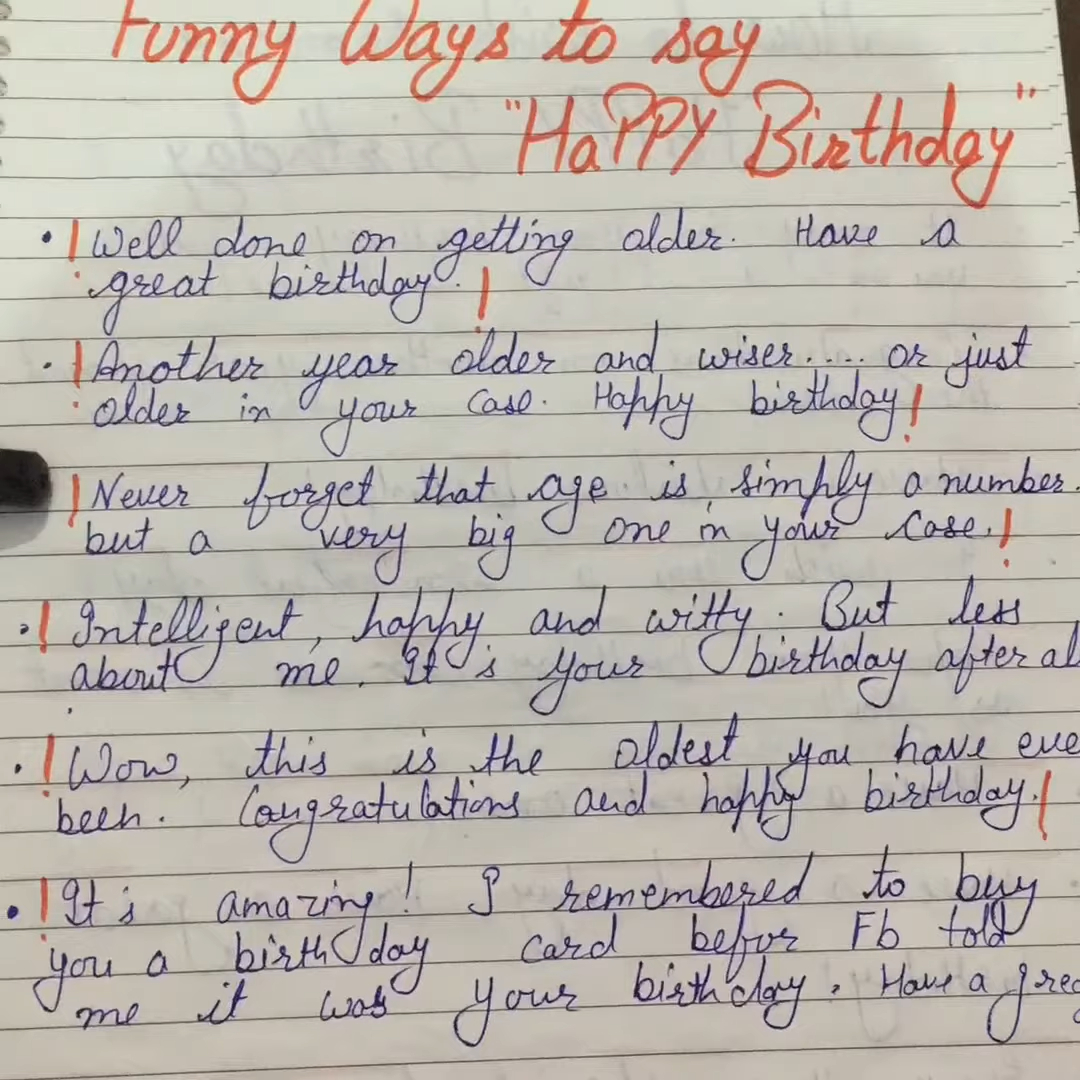 Funny Ways to say
"HaPPY Birthday"
• ! Well done on getting older. Have a
great birthday. !
• ! Another year older and wiser.... or just
older in your case. Happy birthday !
! Never forget that age is simply a number.
but a very big one in your case. !
• ! Intelligent, happy and witty. But less
about me. It's your birthday after al
• ! Wow, this is the oldest you have eve
been. Congratulations and happy birthday. !
• ! It's amazing! I remembered to buy
you a birthday card befor Fb told
me it was your birthday. Have a grea